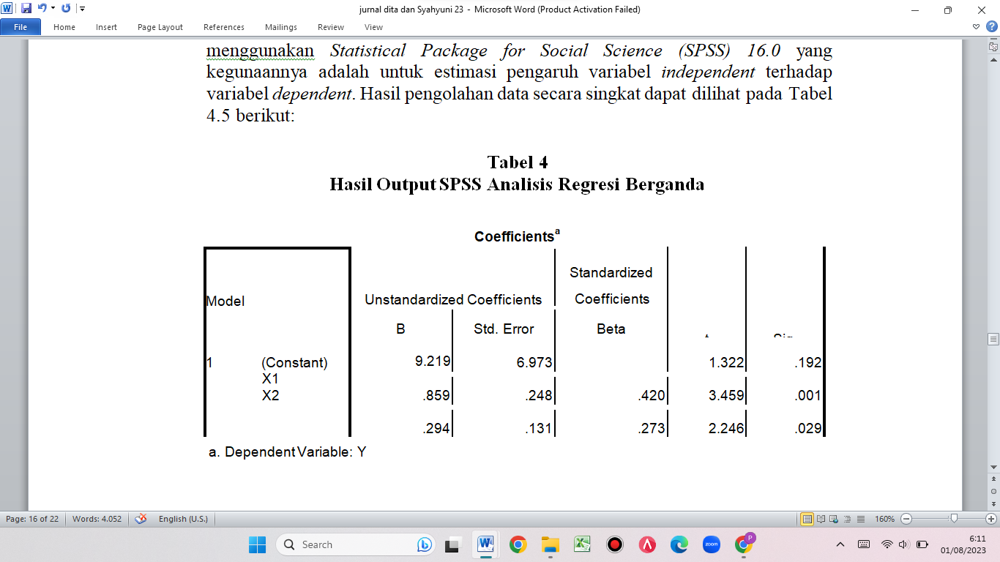 jurnal dita dan Syahyuni 23 - Microsoft Word (Product Activation Failed)
File Home Insert Page Layout References Mailings Review View
menggunakan Statistical Package for Social Science (SPSS) 16.0 yang
kegunaannya adalah untuk estimasi pengaruh variabel independent terhadap
variabel dependent. Hasil pengolahan data secara singkat dapat dilihat pada Tabel
4.5 berikut:
Tabel 4
Hasil Output SPSS Analisis Regresi Berganda
Coefficientsa
Standardized
Model Unstandardized Coefficients Coefficients
B Std. Error Beta
1 (Constant) 9.219 6.973 1.322 .192
X1
X2 .859 .248 .420 3.459 .001
.294 .131 .273 2.246 .029
a. Dependent Variable: Y
Page: 16 of 22 Words: 4.052 English (U.S.) 160%
Search zoom P 6:11
01/08/2023